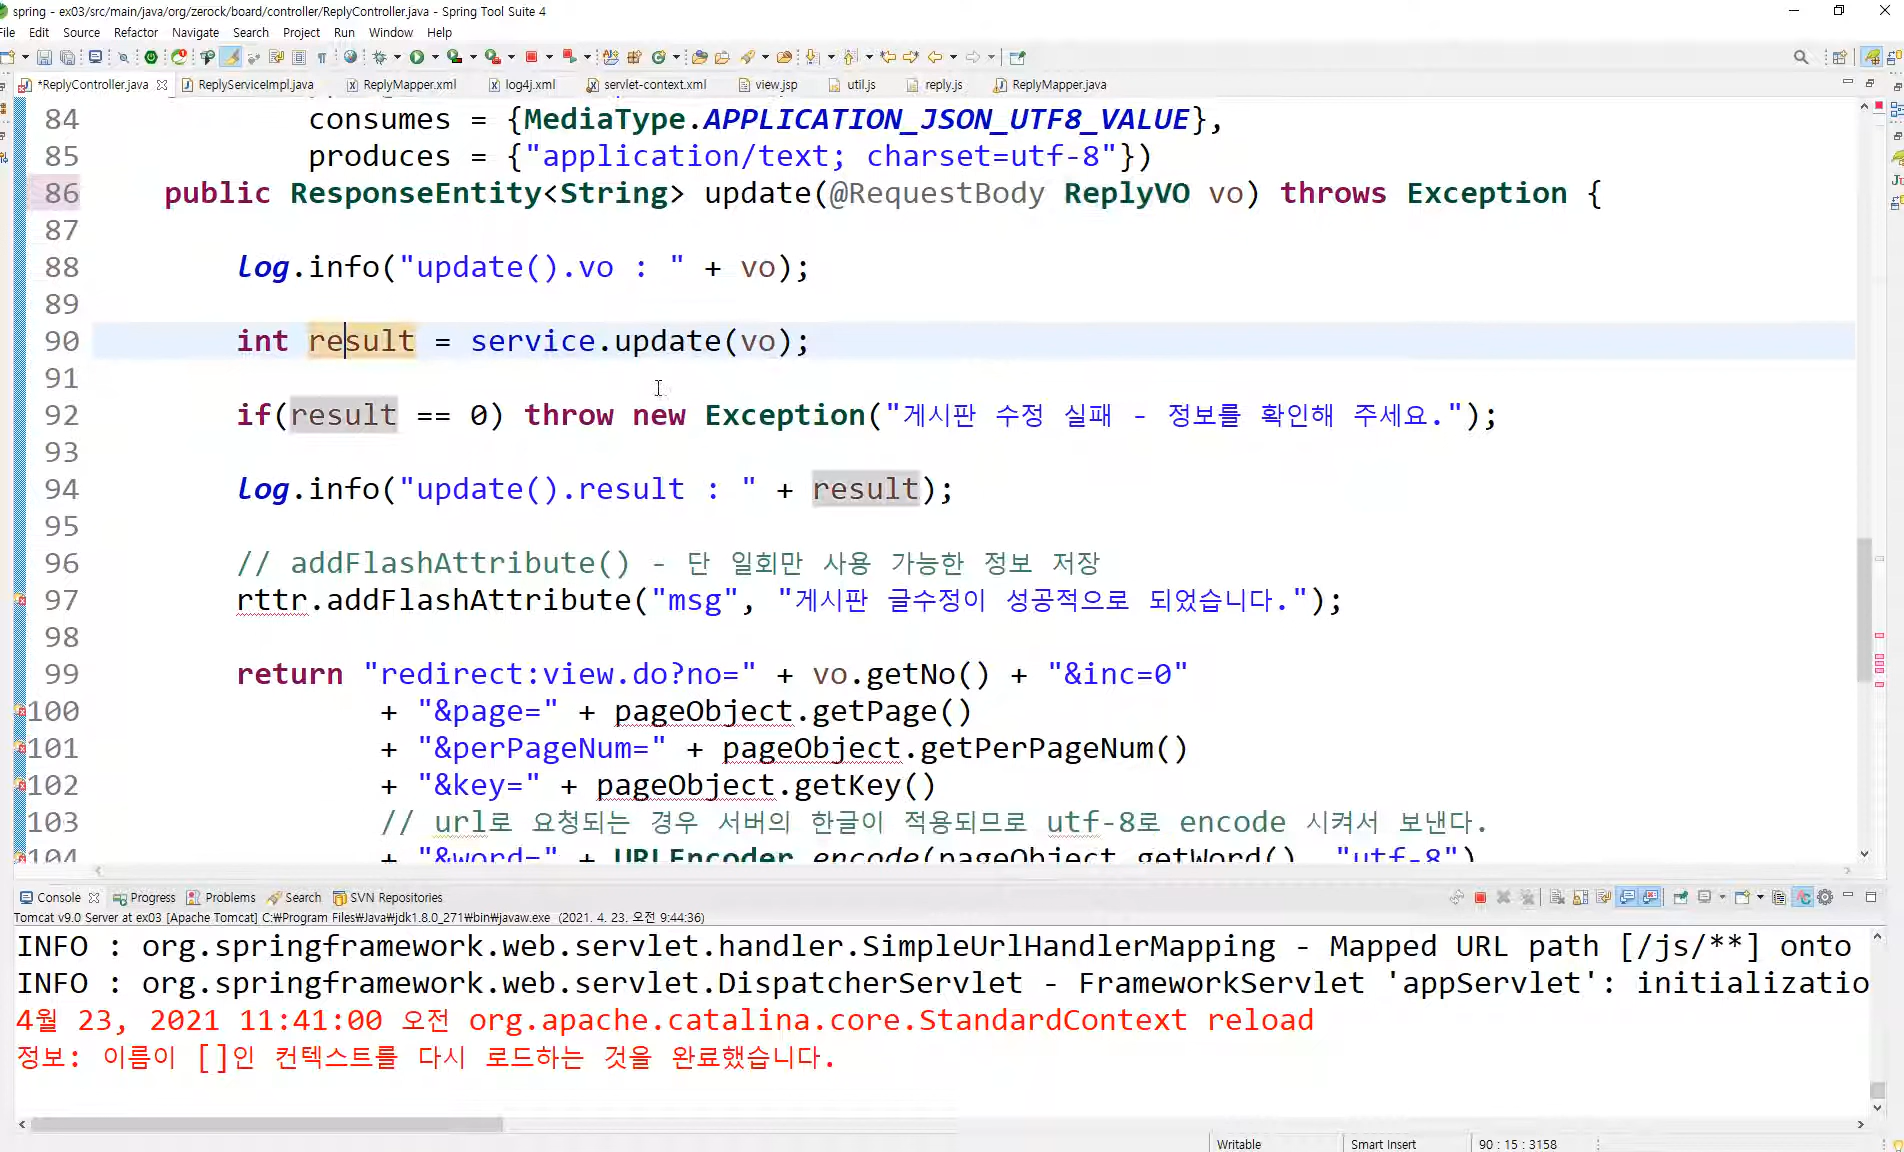 spring - ex03/src/main/java/org/zerock/board/controller/ReplyController.java - Spring Tool Suite 4
File Edit Source Refactor Navigate Search Project Run Window Help
*ReplyController.java ReplyServiceImpl.java ReplyMapper.xml log4j.xml servlet-context.xml view.jsp util.js reply.js ReplyMapper.java
84 consumes = {MediaType.APPLICATION_JSON_UTF8_VALUE},
85 produces = {"application/text; charset=utf-8"})
86 public ResponseEntity<String> update(@RequestBody ReplyVO vo) throws Exception {
87
88 log.info("update().vo : " + vo);
89
90 int result = service.update(vo);
91
92 if(result == 0) throw new Exception("게시판 수정 실패 - 정보를 확인해 주세요.");
93
94 log.info("update().result : " + result);
95
96 // addFlashAttribute() - 단 일회만 사용 가능한 정보 저장
97 rttr.addFlashAttribute("msg", "게시판 글수정이 성공적으로 되었습니다.");
98
99 return "redirect:view.do?no=" + vo.getNo() + "&inc=0"
100 + "&page=" + pageObject.getPage()
101 + "&perPageNum=" + pageObject.getPerPageNum()
102 + "&key=" + pageObject.getKey()
103 // url로 요청되는 경우 서버의 한글이 적용되므로 utf-8로 encode 시켜서 보낸다.
104 + "&word=" + URLEncoder.encode(pageObject.getWord(), "utf-8")
Console Progress Problems Search SVN Repositories
Tomcat v9.0 Server at ex03 [Apache Tomcat] C:₩Program Files₩Java₩jdk1.8.0_271₩bin₩javaw.exe (2021. 4. 23. 오전 9:44:36)
INFO : org.springframework.web.servlet.handler.SimpleUrlHandlerMapping - Mapped URL path [/js/**] onto
INFO : org.springframework.web.servlet.DispatcherServlet - FrameworkServlet 'appServlet': initializatio
4월 23, 2021 11:41:00 오전 org.apache.catalina.core.StandardContext reload
정보: 이름이 []인 컨텍스트를 다시 로드하는 것을 완료했습니다.
Writable Smart Insert 90 : 15 : 3158